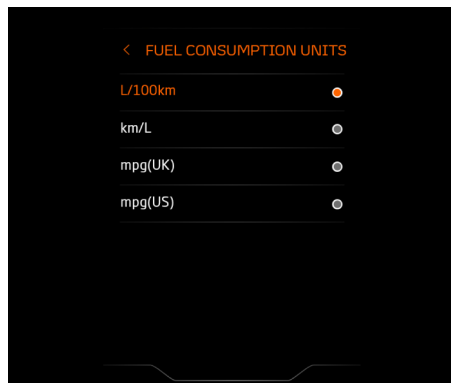 FUEL CONSUMPTION UNITS
L/100km
km/L
mpg(UK)
mpg(US)